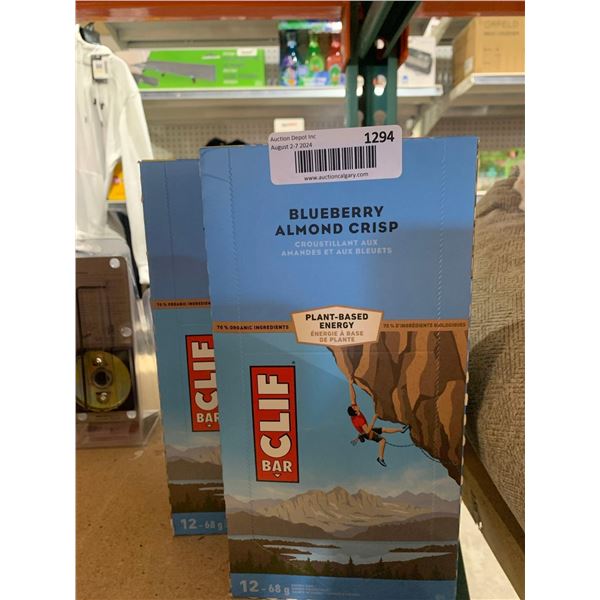 Auction Depot Inc
August 2-7 2024
1294
www.auctioncalgary.com
BLUEBERRY
ALMOND CRISP
CROUSTILLANT AUX
AMANDES ET AUX BLEUETS
70 % ORGANIC INGREDIENTS
PLANT-BASED
ENERGY
ÉNERGIE À BASE
DE PLANTE
70 % D'INGRÉDIENTS BIOLOGIQUES
CLIF
BAR
12 - 68 g
70 % ORGANIC INGREDIENTS
CLIF
BAR
12 - 68 g